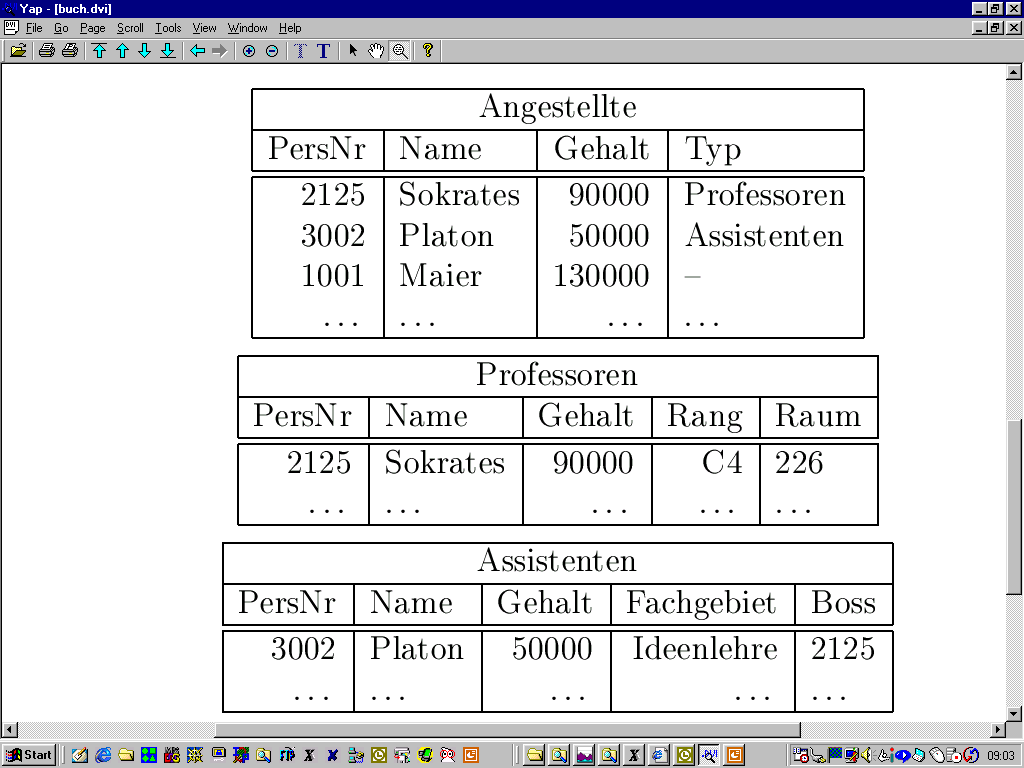 Yap - [buch.dvi]
File Go Page Scroll Tools View Window Help
Angestellte
PersNr Name Gehalt Typ
2125 Sokrates 90000 Professoren
3002 Platon 50000 Assistenten
1001 Maier 130000 –
... ... ... ...
Professoren
PersNr Name Gehalt Rang Raum
2125 Sokrates 90000 C4 226
... ... ... ... ...
Assistenten
PersNr Name Gehalt Fachgebiet Boss
3002 Platon 50000 Ideenlehre 2125
... ... ... ... ...
Start 09:03